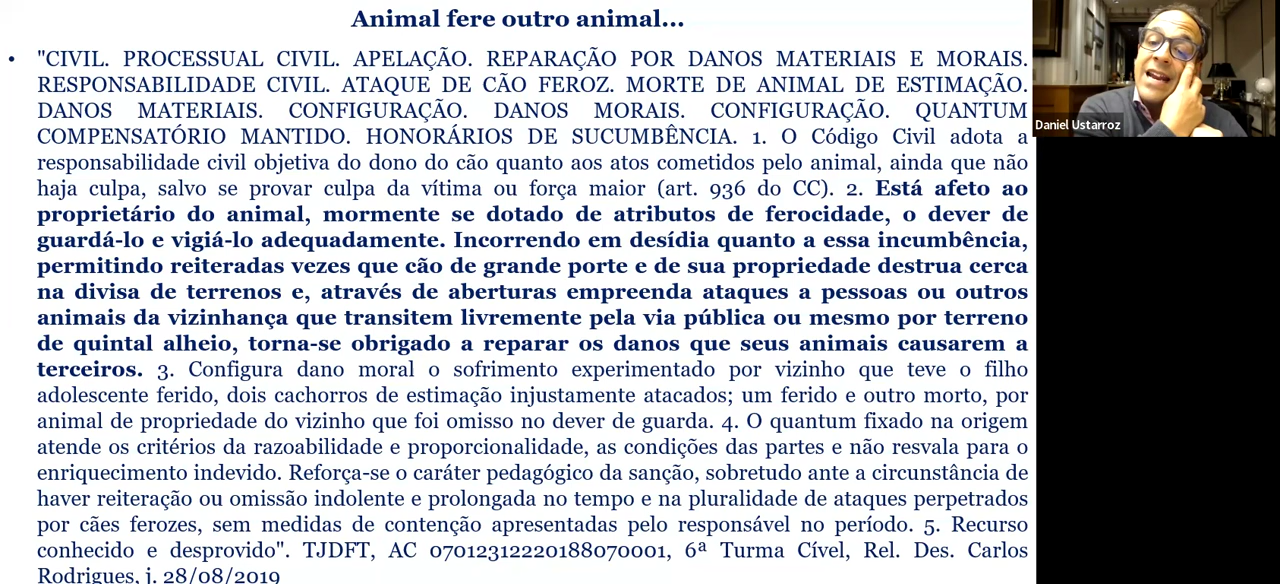 Animal fere outro animal...
• "CIVIL. PROCESSUAL CIVIL. APELAÇÃO. REPARAÇÃO POR DANOS MATERIAIS E MORAIS.
RESPONSABILIDADE CIVIL. ATAQUE DE CÃO FEROZ. MORTE DE ANIMAL DE ESTIMAÇÃO.
DANOS MATERIAIS. CONFIGURAÇÃO. DANOS MORAIS. CONFIGURAÇÃO. QUANTUM
COMPENSATÓRIO MANTIDO. HONORÁRIOS DE SUCUMBÊNCIA. 1. O Código Civil adota a
responsabilidade civil objetiva do dono do cão quanto aos atos cometidos pelo animal, ainda que não
haja culpa, salvo se provar culpa da vítima ou força maior (art. 936 do CC). 2. Está afeto ao
proprietário do animal, mormente se dotado de atributos de ferocidade, o dever de
guardá-lo e vigiá-lo adequadamente. Incorrendo em desídia quanto a essa incumbência,
permitindo reiteradas vezes que cão de grande porte e de sua propriedade destrua cerca
na divisa de terrenos e, através de aberturas empreenda ataques a pessoas ou outros
animais da vizinhança que transitem livremente pela via pública ou mesmo por terreno
de quintal alheio, torna-se obrigado a reparar os danos que seus animais causarem a
terceiros. 3. Configura dano moral o sofrimento experimentado por vizinho que teve o filho
adolescente ferido, dois cachorros de estimação injustamente atacados; um ferido e outro morto, por
animal de propriedade do vizinho que foi omisso no dever de guarda. 4. O quantum fixado na origem
atende os critérios da razoabilidade e proporcionalidade, as condições das partes e não resvala para o
enriquecimento indevido. Reforça-se o caráter pedagógico da sanção, sobretudo ante a circunstância de
haver reiteração ou omissão indolente e prolongada no tempo e na pluralidade de ataques perpetrados
por cães ferozes, sem medidas de contenção apresentadas pelo responsável no período. 5. Recurso
conhecido e desprovido". TJDFT, AC 07012312220188070001, 6ª Turma Cível, Rel. Des. Carlos
Rodrigues, j. 28/08/2019
Daniel Ustarroz